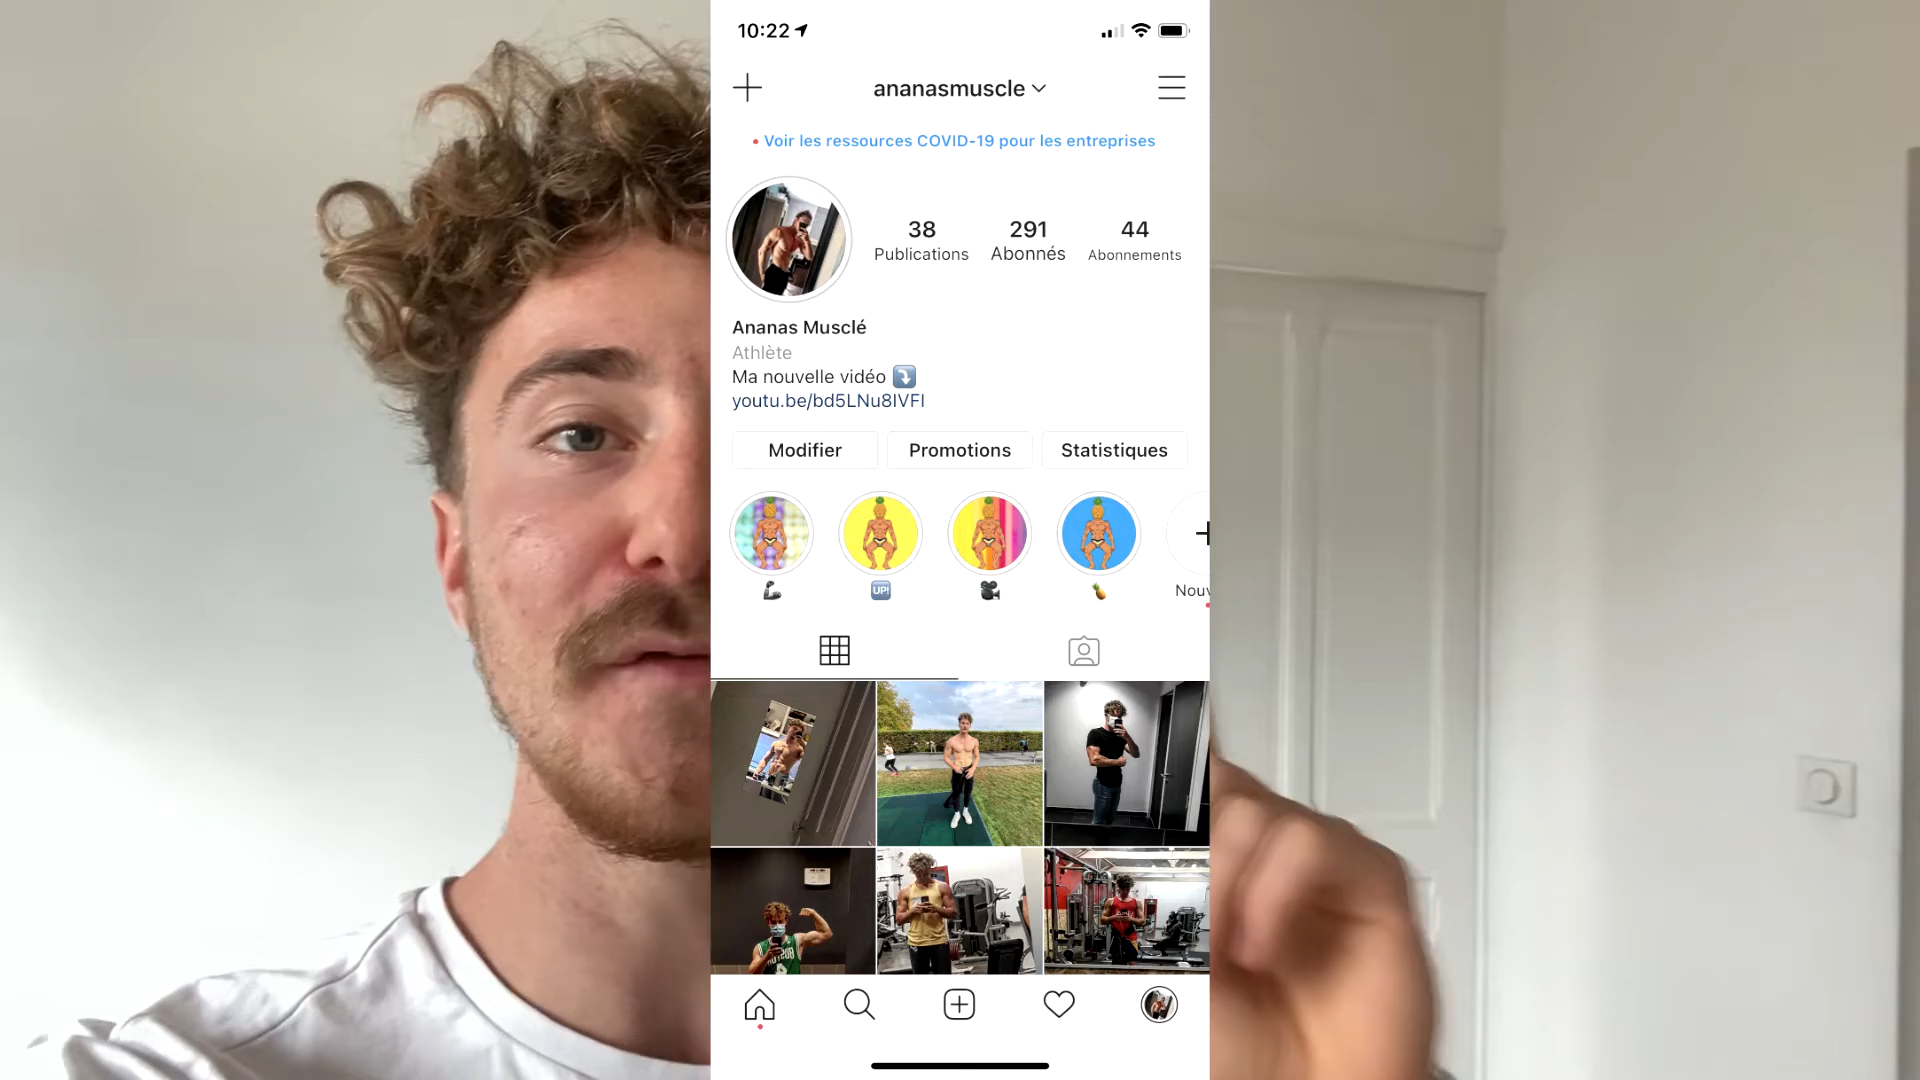 10:22
ananasmuscle
Voir les ressources COVID-19 pour les entreprises
38 291 44
Publications Abonnés Abonnements
Ananas Musclé
Athlète
Ma nouvelle vidéo
youtu.be/bd5LNu8IVFI
Modifier Promotions Statistiques
UP!
Nouv